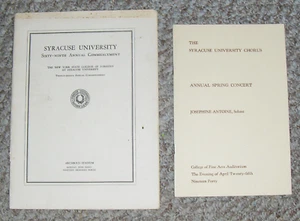 SYRACUSE UNIVERSITY
SIXTY-NINTH ANNUAL COMMENCEMENT
THE NEW YORK STATE COLLEGE OF FORESTRY
AT SYRACUSE UNIVERSITY
ARCHBOLD STADIUM
THE
SYRACUSE UNIVERSITY CHORUS
ANNUAL SPRING CONCERT
JOSEPHINE ANTOINE, Soloist
College of Fine Arts Auditorium
The Evening of April Twenty-fifth
Nineteen Forty